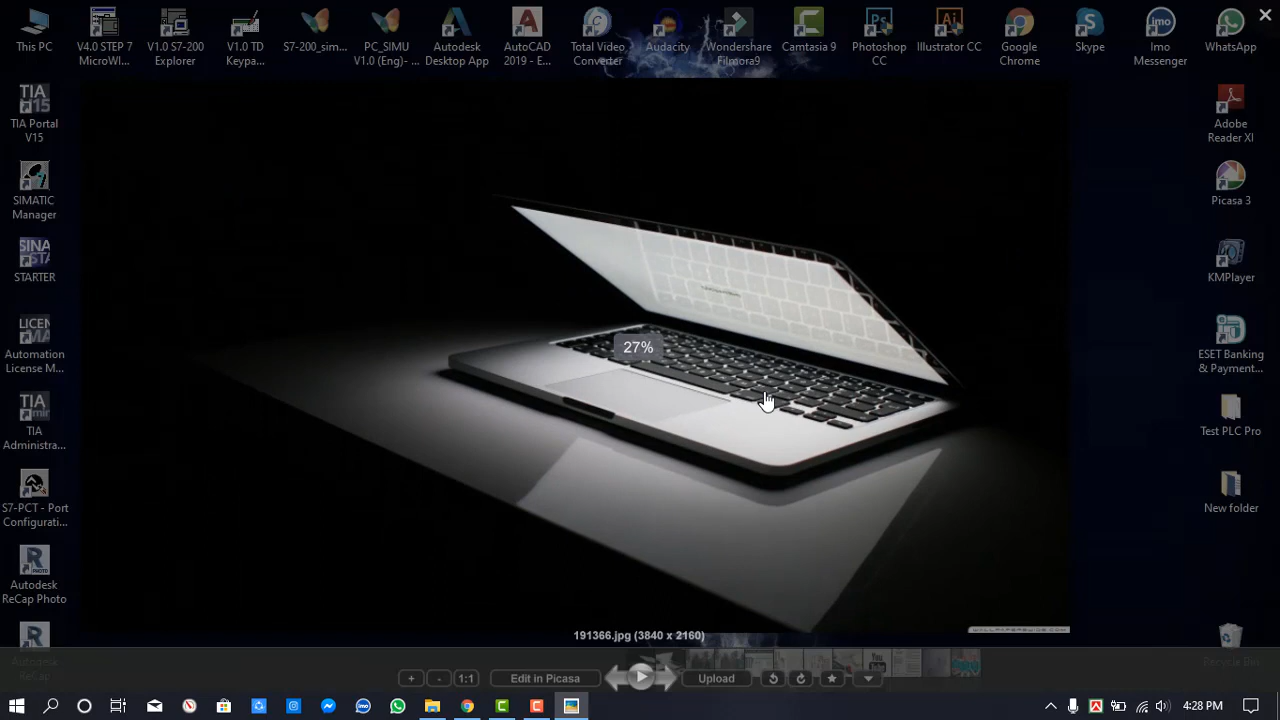 This PC
V4.0 STEP 7
MicroWI...
V1.0 S7-200
Explorer
V1.0 TD
Keypa...
S7-200_sim...
PC_SIMU
V1.0 (Eng)- ...
Autodesk
Desktop App
AutoCAD
2019 - E...
Total Video
Converter
Audacity
Wondershare
Filmora9
Camtasia 9
Photoshop
CC
Illustrator CC
Google
Chrome
Skype
Imo
Messenger
WhatsApp
TIA Portal
V15
Adobe
Reader XI
SIMATIC
Manager
Picasa 3
STARTER
KMPlayer
Automation
License M...
ESET Banking
& Payment...
27%
TIA
Administra...
Test PLC Pro
S7-PCT - Port
Configurati...
New folder
Autodesk
ReCap Photo
Autodesk
ReCap
Recycle Bin
191366.jpg (3840 x 2160)
+
-
1:1
Edit in Picasa
Upload
4:28 PM